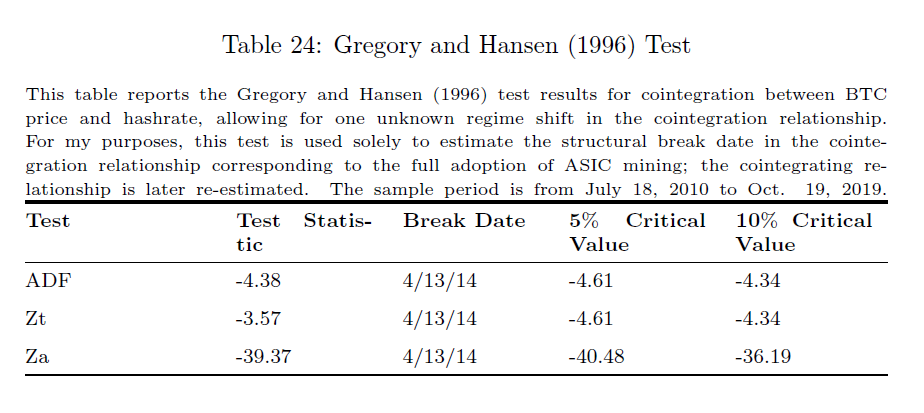 Table 24: Gregory and Hansen (1996) Test
This table reports the Gregory and Hansen (1996) test results for cointegration between BTC
price and hashrate, allowing for one unknown regime shift in the cointegration relationship.
For my purposes, this test is used solely to estimate the structural break date in the cointe-
gration relationship corresponding to the full adoption of ASIC mining; the cointegrating re-
lationship is later re-estimated. The sample period is from July 18, 2010 to Oct. 19, 2019.
Test Test Statis- Break Date 5% Critical 10% Critical
tic Value Value
ADF -4.38 4/13/14 -4.61 -4.34
Zt -3.57 4/13/14 -4.61 -4.34
Za -39.37 4/13/14 -40.48 -36.19